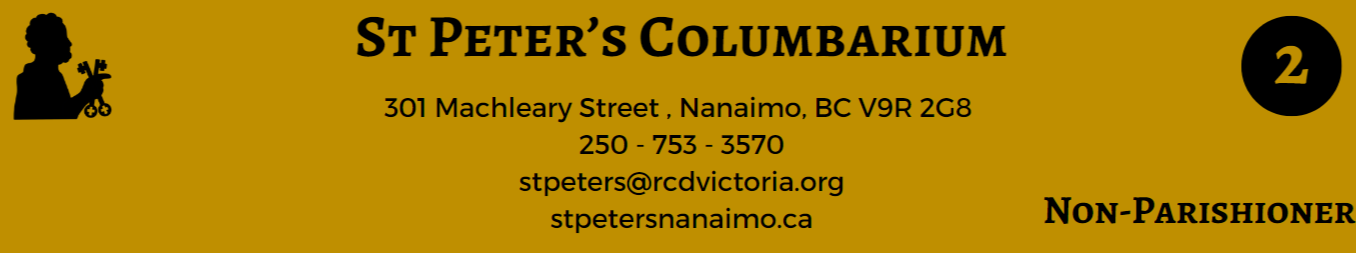 St Peter's Columbarium
2
301 Machleary Street , Nanaimo, BC V9R 2G8
250 - 753 - 3570
stpeters@rcdvictoria.org
stpetersnanaimo.ca
Non-Parishioner